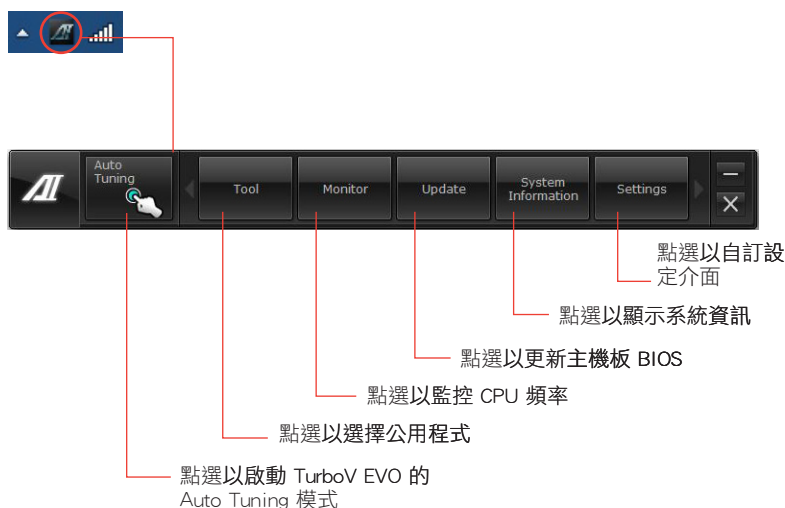 Auto
Tuning
Tool
Monitor
Update
System
Information
Settings
點選以自訂設
定介面
點選以顯示系統資訊
點選以更新主機板 BIOS
點選以監控 CPU 頻率
點選以選擇公用程式
點選以啟動 TurboV EVO 的
Auto Tuning 模式